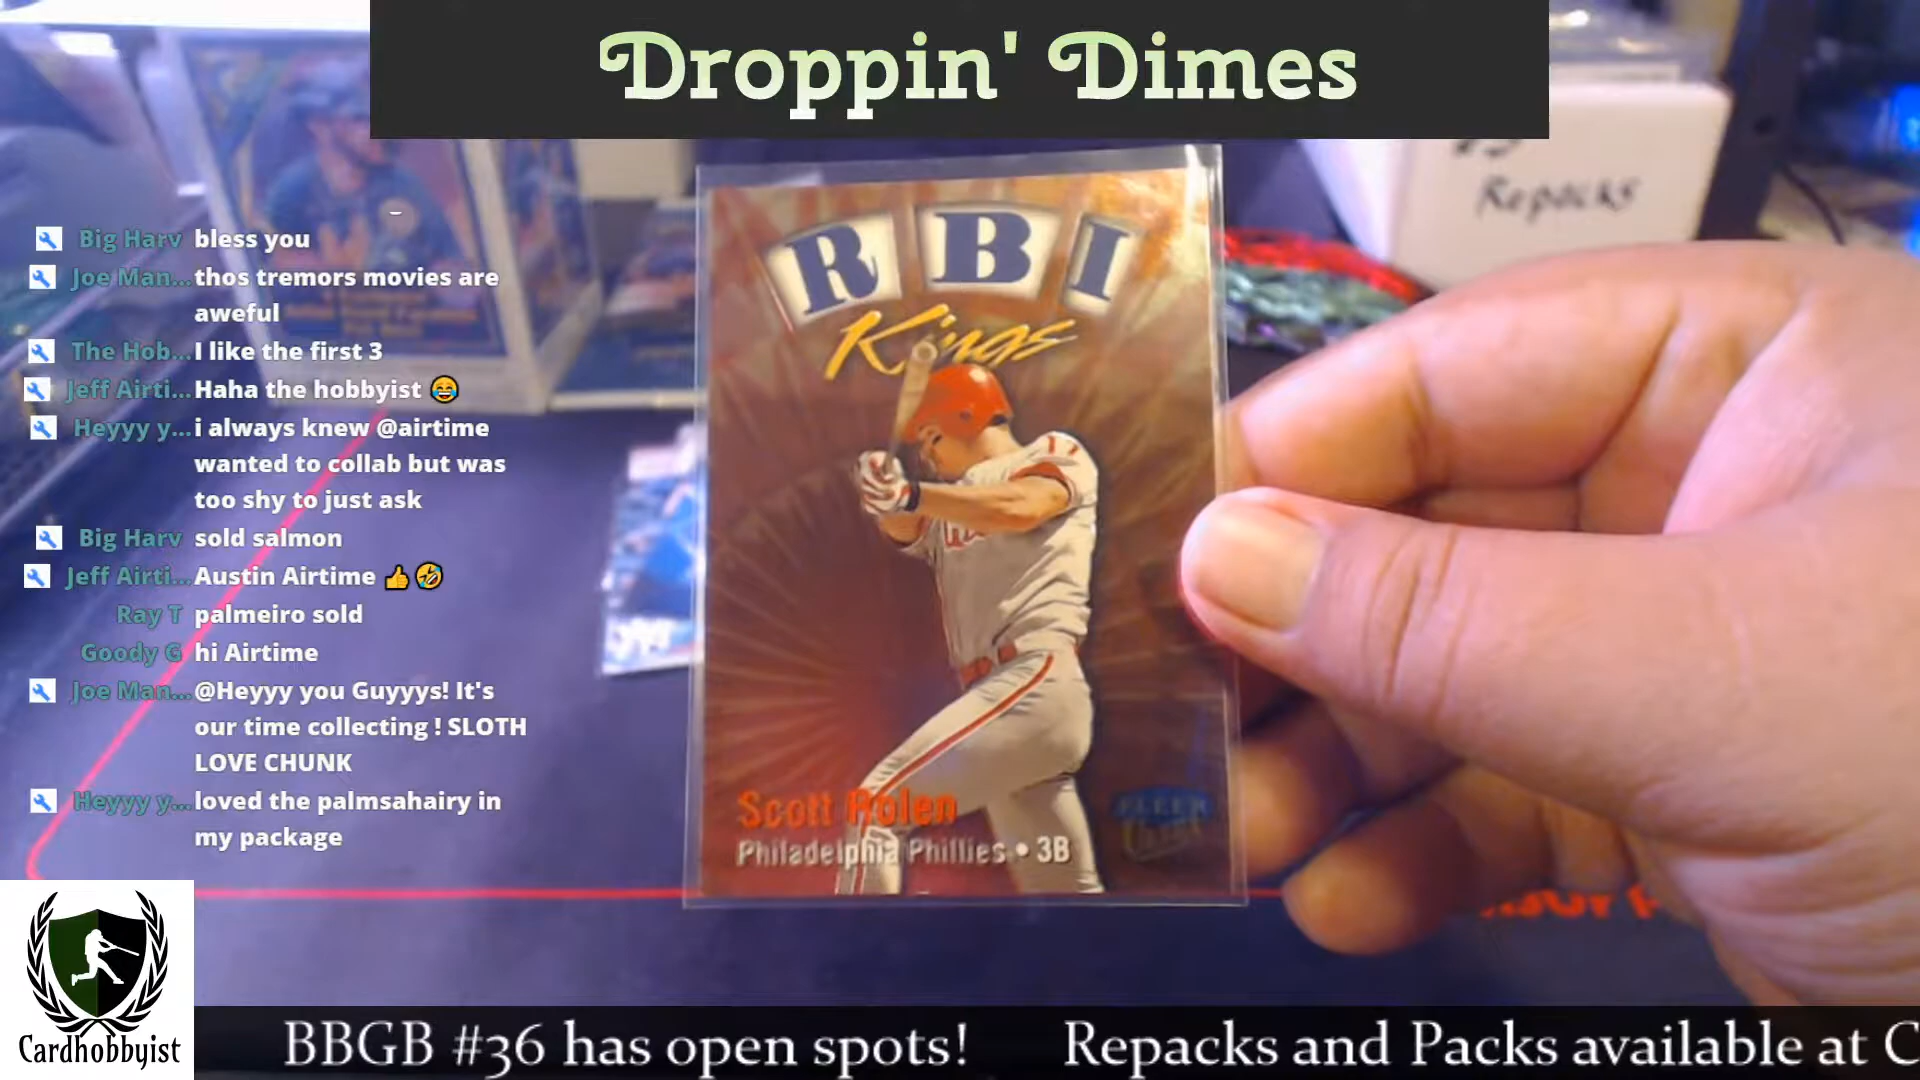 Droppin' Dimes
Repacks
Big Harv bless you
Joe Man... thos tremors movies are
aweful
The Hob... I like the first 3
Jeff Airti... Haha the hobbyist 😂
Heyyy y... i always knew @airtime
wanted to collab but was
too shy to just ask
Big Harv sold salmon
Jeff Airti... Austin Airtime 👍🤣
Ray T palmeiro sold
Goody G hi Airtime
Joe Man... @Heyyy you Guyyys! It's
our time collecting ! SLOTH
LOVE CHUNK
Heyyy y... loved the palmsahairy in
my package
RBI
Kings
17
Scott Rolen
Philadelphia Phillies • 3B
FLEER
Ultra
Cardhobbyist
BBGB #36 has open spots! Repacks and Packs available at C